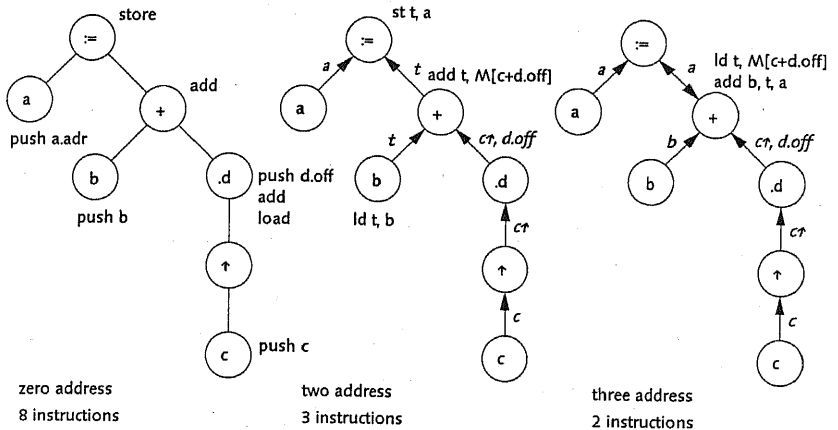 store
:=
a
push a.adr
add
+
b
push b
.d
push d.off
add
load
↑
c
push c
zero address
8 instructions
st t, a
:=
a
t
a
add t, M[c+d.off]
+
t
c↑, d.off
b
ld t, b
.d
c↑
↑
c
c
two address
3 instructions
:=
a
a
ld t, M[c+d.off]
add b, t, a
a
+
b
c↑, d.off
b
.d
c↑
↑
c
c
three address
2 instructions